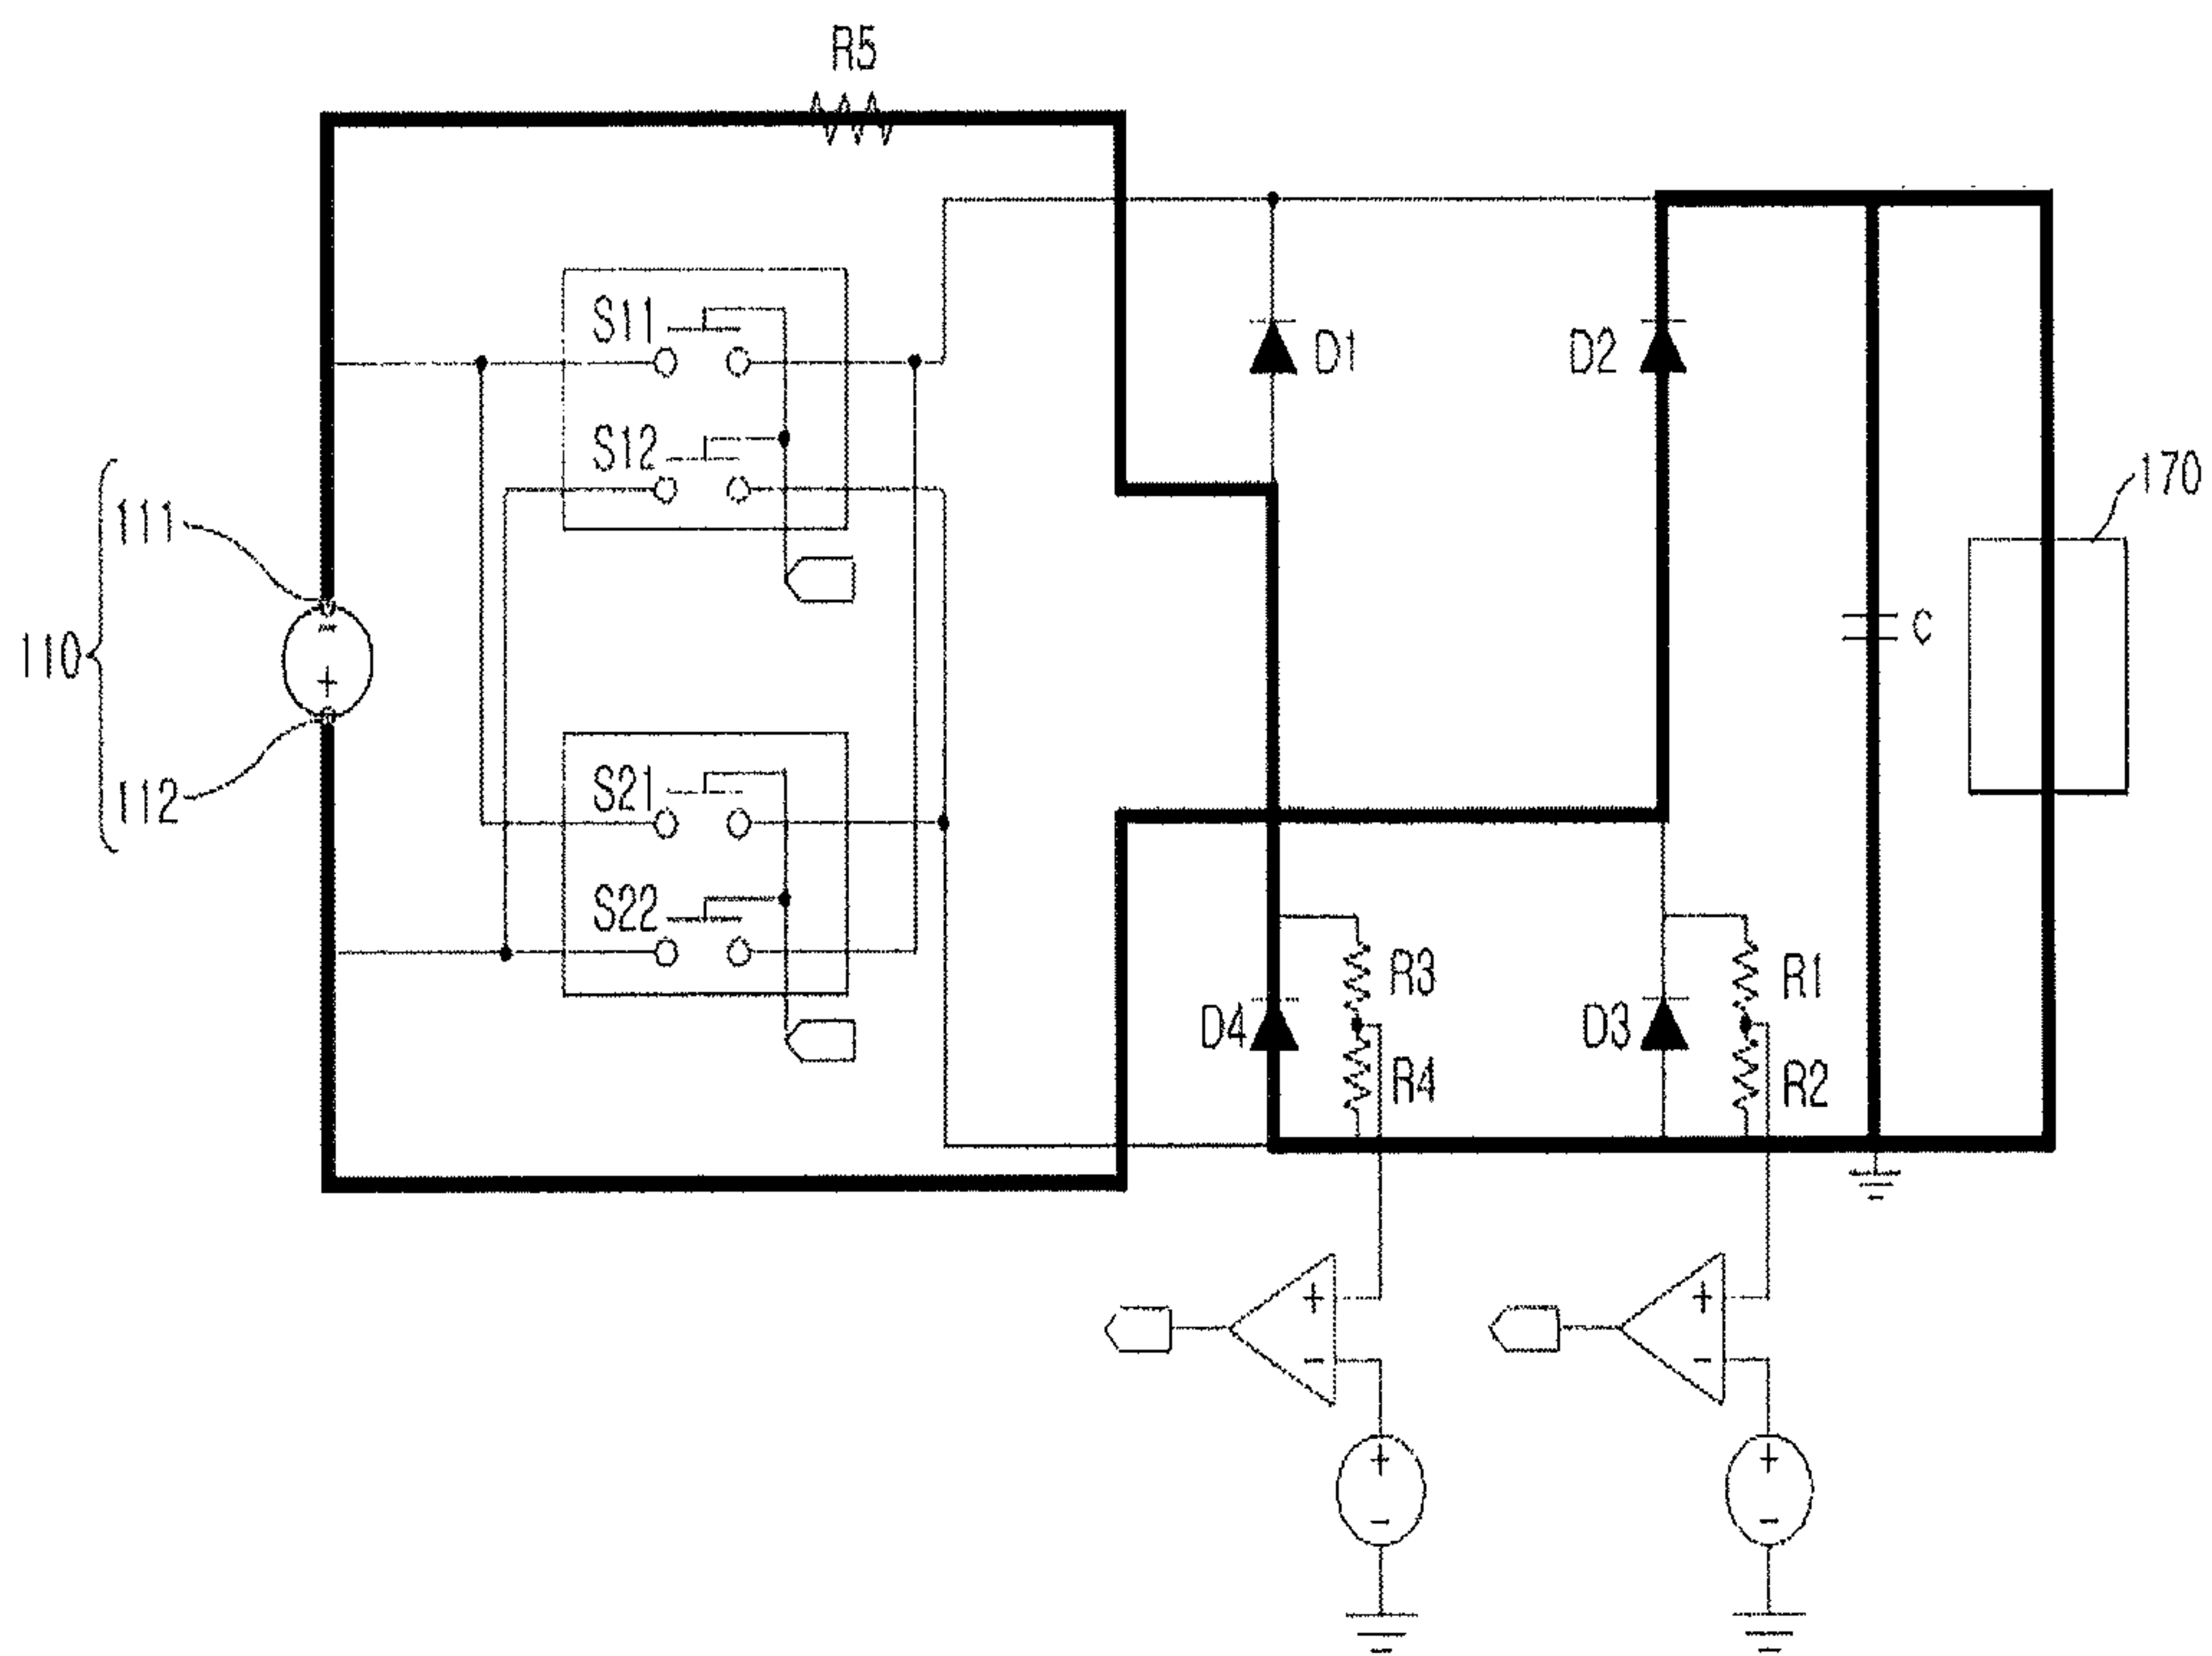 R5
S11
D1
D2
S12
170
111
110
C
112
S21
S22
R3
R1
D4
D3
R4
R2
+
-
+
-
+
-
+
-
-
+